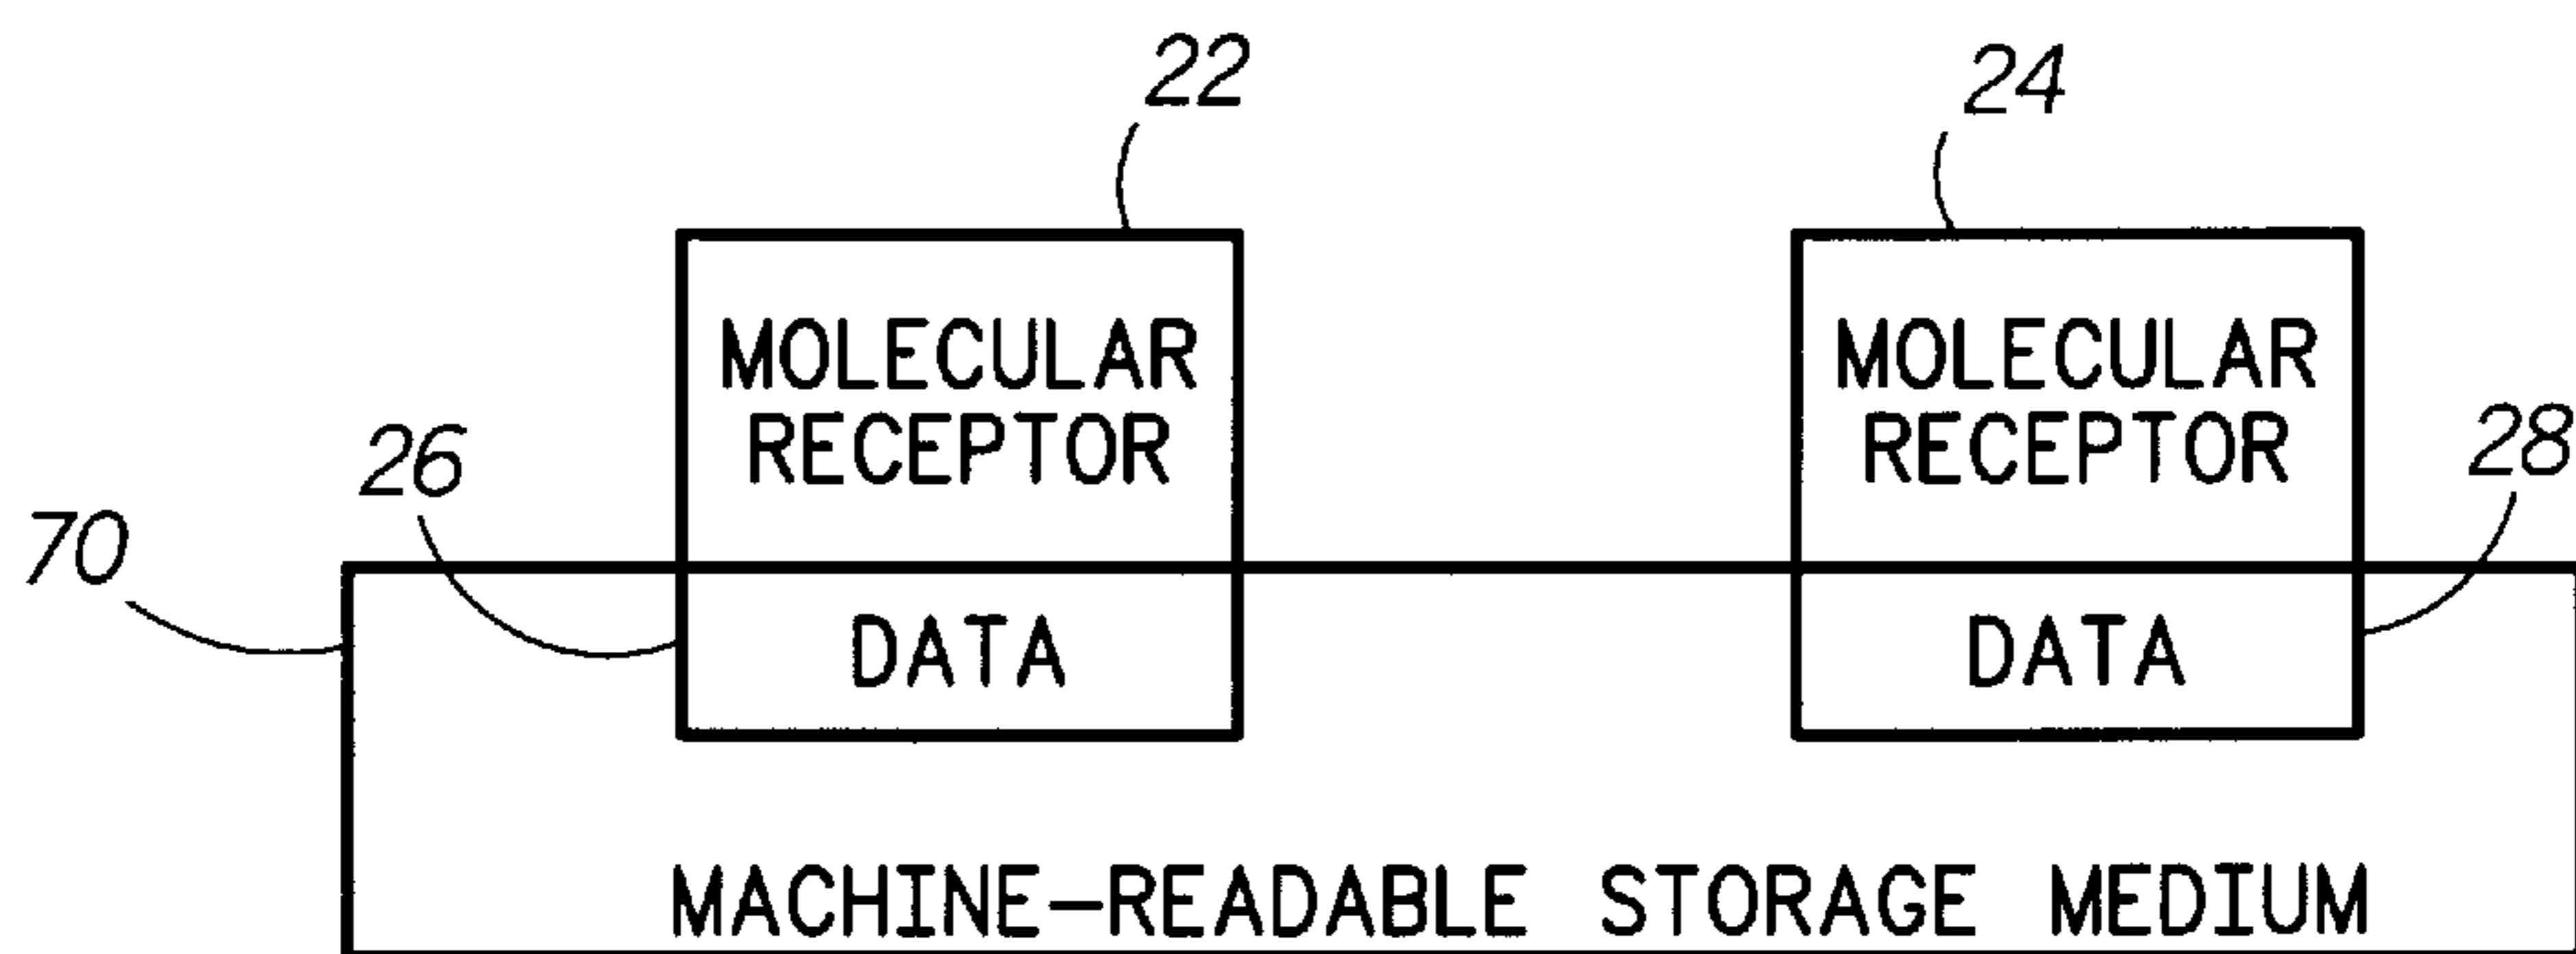 22
24
MOLECULAR
RECEPTOR
MOLECULAR
RECEPTOR
26
28
70
DATA
DATA
MACHINE-READABLE STORAGE MEDIUM